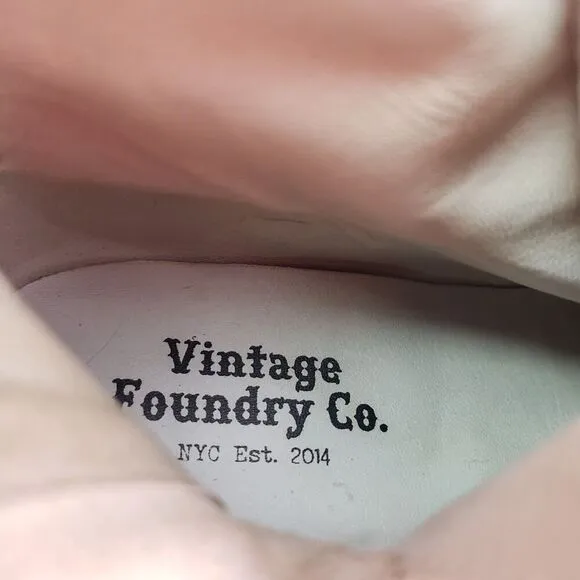 Vintage
Foundry Co.
NYC Est. 2014